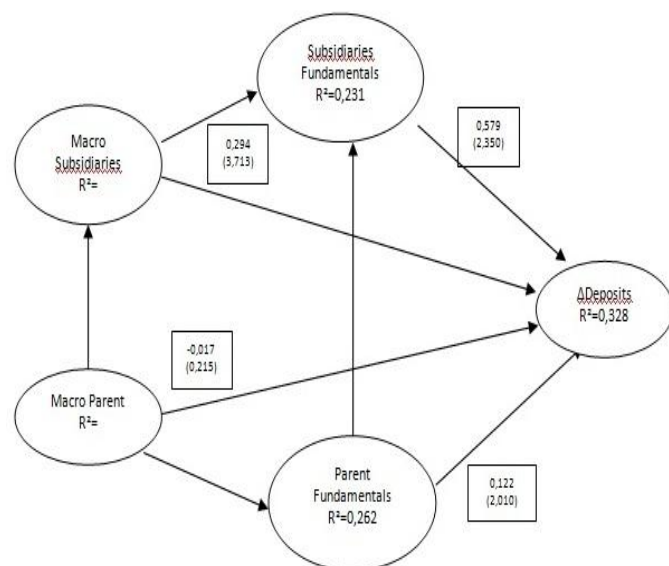 Subsidiaries
Fundamentals
R²=0,231
0,579
(2,350)
Macro
Subsidiaries
R²=
0,294
(3,713)
ΔDeposits
R²=0,328
-0,017
(0,215)
Macro Parent
R²=
Parent
Fundamentals
R²=0,262
0,122
(2,010)